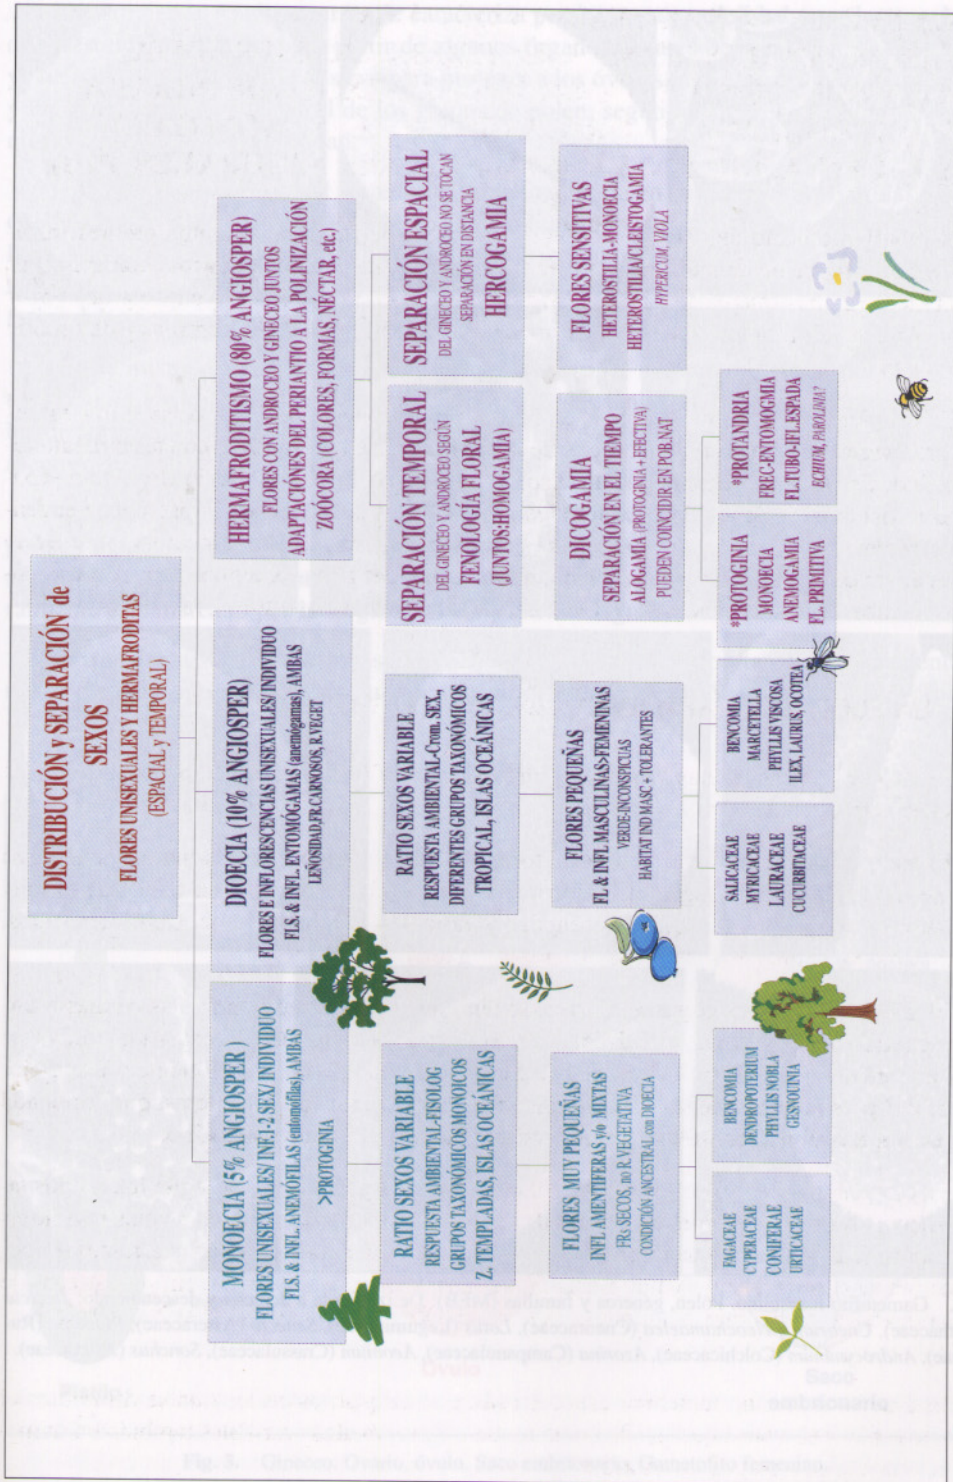 DISTRIBUCIÓN y SEPARACIÓN de
SEXOS
FLORES UNISEXUALES Y HERMAFRODITAS
(ESPACIAL y TEMPORAL)
MONOECIA (5% ANGIOSPER)
FLORES UNISEXUALES/ INF,1-2 SEX/ INDIVIDUO
FLS. & INFL. ANEMÓFILAS (entomófilas), AMBAS
>PROTOGINIA
RATIO SEXOS VARIABLE
RESPUESTA AMBIENTAL-FISIOLÓG
GRUPOS TAXONÓMICOS MONOICOS
Z. TEMPLADAS, ISLAS OCEÁNICAS
FLORES MUY PEQUEÑAS
INFL AMENTIFERAS y/o MIXTAS
FRs SECOS, no R.VEGETATIVA
CONDICIÓN ANCESTRAL con DIOECIA
FAGACEAE
CYPERACEAE
CONIFERAE
URTICACEAE
BENCOMIA
DENDROPOTERIUM
PHYLLIS NOBLA
GESNOUINIA
DIOECIA (10% ANGIOSPER)
FLORES E INFLORESCENCIAS UNISEXUALES/ INDIVIDUO
FLS. & INFL. ENTOMÓGAMAS (anemógamas), AMBAS
LEÑOSIDAD,FR.CARNOSOS, R.VEGET
RATIO SEXOS VARIABLE
RESPUESTA AMBIENTAL-Crom. SEX.,
DIFERENTES GRUPOS TAXONÓMICOS
TROPICAL, ISLAS OCEÁNICAS
FLORES PEQUEÑAS
FL & INFL MASCULINAS>FEMENINAS
VERDE-INCONSPICUAS
HABITAT IND MASC + TOLERANTES
SALICACEAE
MYRICACEAE
LAURACEAE
CUCURBITACEAE
BENCOMIA
MARCETELLA
PHYLLIS VISCOSA
ILEX, LAURUS, OCOTEA
HERMAFRODITISMO (80% ANGIOSFER)
FLORES CON ANDROCEO Y GINECEO JUNTOS
ADAPTACIONES DEL PERIANTIO A LA POLINIZACIÓN
ZOÓCORA (COLORES, FORMAS, NÉCTAR, etc.)
SEPARACIÓN TEMPORAL
DEL GINECEO Y ANDROCEO SEGÚN
FENOLOGÍA FLORAL
(JUNTOS:HOMOGAMIA)
DICOGAMIA
SEPARACIÓN EN EL TIEMPO
ALOGAMIA (PROTOGINIA + EFECTIVA)
PUEDEN COINCIDIR EN POB.NAT
*PROTOGINIA
MONOECIA
ANEMOGAMIA
FL. PRIMITIVA
*PROTANDRIA
FREC-ENTOMOGMIA
FL.TUBO-IFL.ESPADA
ECHIUM, PAROLINIA?
SEPARACIÓN ESPACIAL
DEL GINECEO Y ANDROCEO NO SE TOCAN
SEPARACIÓN EN DISTANCIA
HERCOGAMIA
FLORES SENSITIVAS
HETEROSTILIA-MONOECIA
HETEROSTILIA/CLEISTOGAMIA
HYPERICUM, VIOLA